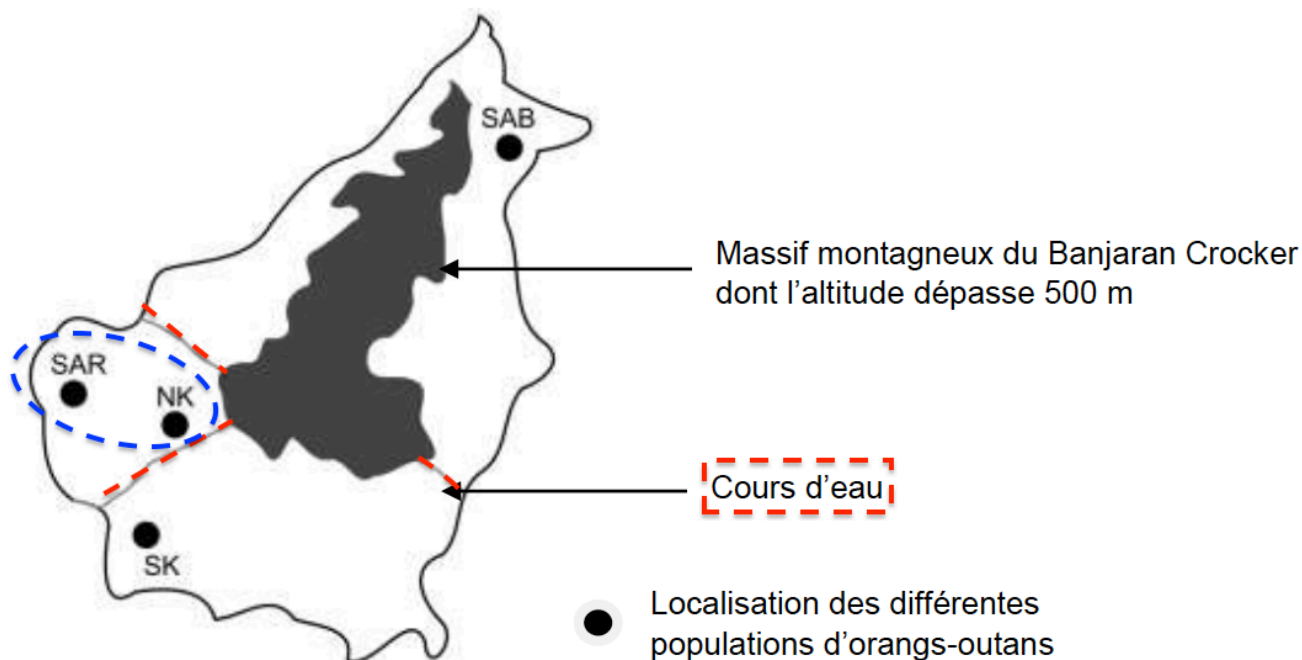 SAB
Massif montagneux du Banjaran Crocker
dont l'altitude dépasse 500 m
SAR
NK
Cours d'eau
SK
Localisation des différentes
populations d'orangs-outans